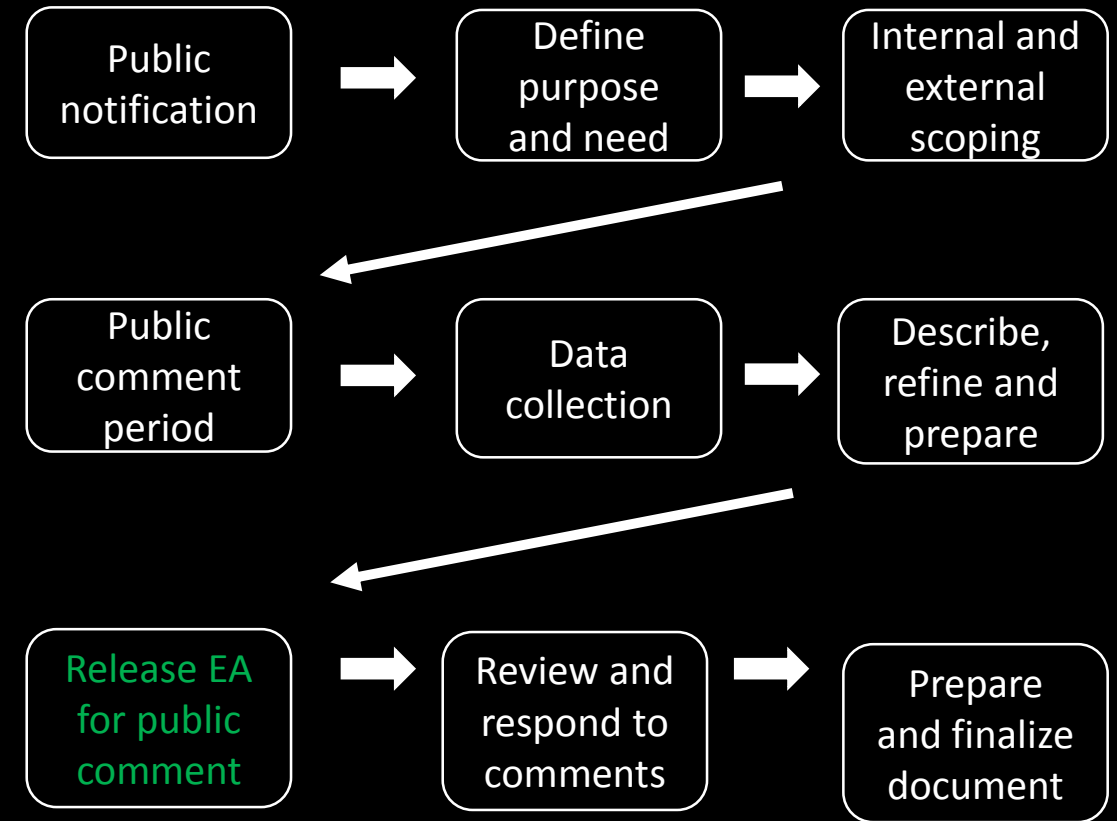 Public
notification
Define
purpose
and need
Internal and
external
scoping
Public
comment
period
Data
collection
Describe,
refine and
prepare
Release EA
for public
comment
Review and
respond to
comments
Prepare
and finalize
document